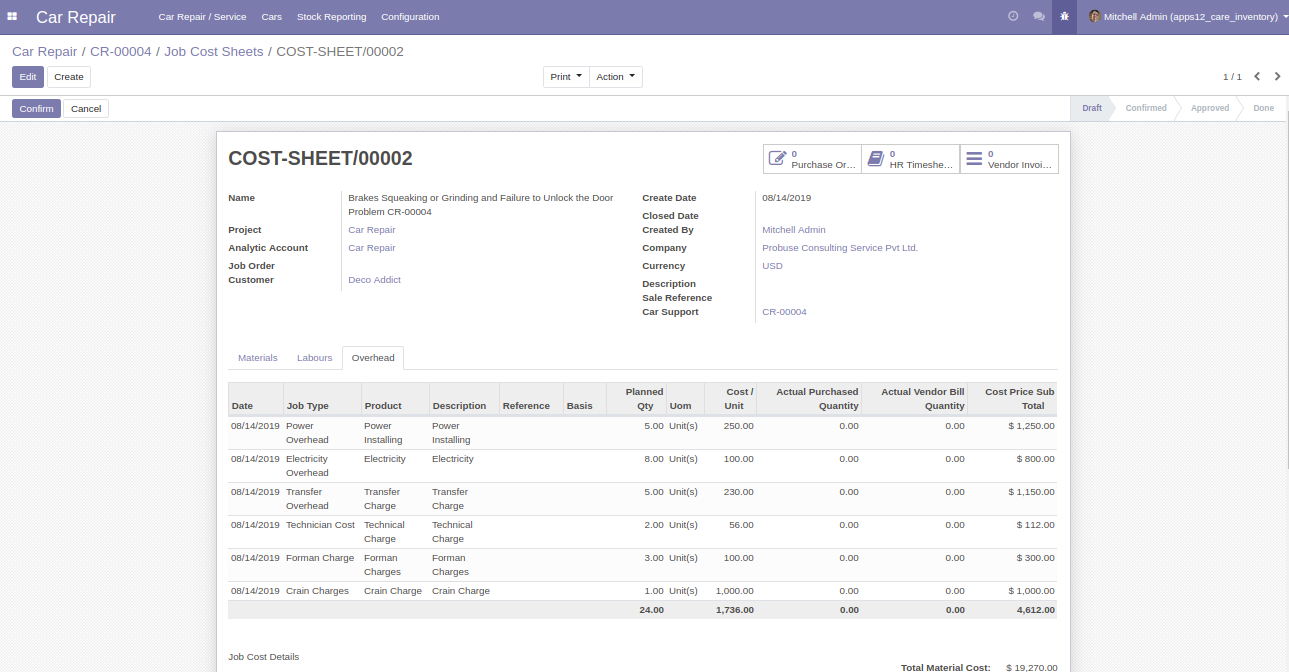 Car Repair Car Repair / Service Cars Stock Reporting Configuration Mitchell Admin (apps12_care_inventory)
Car Repair / CR-00004 / Job Cost Sheets / COST-SHEET/00002
Edit Create Print Action 1 / 1
Confirm Cancel Draft Confirmed Approved Done
COST-SHEET/00002
0
Purchase Or...
0
HR Timeshe...
0
Vendor Invoi...
Name Brakes Squeaking or Grinding and Failure to Unlock the Door
Problem CR-00004
Project Car Repair
Analytic Account Car Repair
Job Order
Customer Deco Addict
Create Date 08/14/2019
Closed Date
Created By Mitchell Admin
Company Probuse Consulting Service Pvt Ltd.
Currency USD
Description
Sale Reference
Car Support CR-00004
Materials Labours Overhead
Planned Cost / Actual Purchased Actual Vendor Bill Cost Price Sub
Date Job Type Product Description Reference Basis Qty Uom Unit Quantity Quantity Total
08/14/2019 Power Power Power 5.00 Unit(s) 250.00 0.00 0.00 $ 1,250.00
Overhead Installing Installing
08/14/2019 Electricity Electricity Electricity 8.00 Unit(s) 100.00 0.00 0.00 $ 800.00
Overhead
08/14/2019 Transfer Transfer Transfer 5.00 Unit(s) 230.00 0.00 0.00 $ 1,150.00
Overhead Charge Charge
08/14/2019 Technician Cost Technical Technical 2.00 Unit(s) 56.00 0.00 0.00 $ 112.00
Charge Charge
08/14/2019 Forman Charge Forman Forman 3.00 Unit(s) 100.00 0.00 0.00 $ 300.00
Charges Charges
08/14/2019 Crain Charges Crain Charge Crain Charge 1.00 Unit(s) 1,000.00 0.00 0.00 $ 1,000.00
24.00 1,736.00 0.00 0.00 4,612.00
Job Cost Details
Total Material Cost: $ 19,270.00